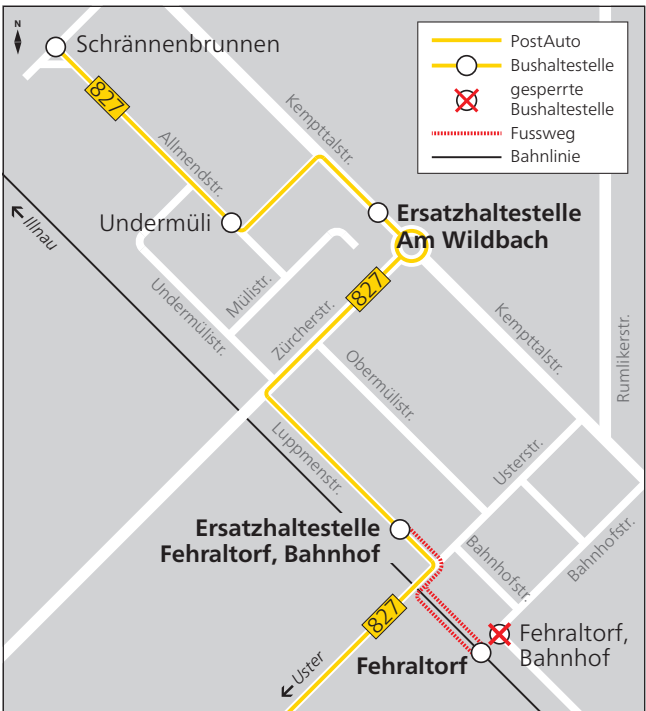 N
Schrännenbrunnen
PostAuto
Bushaltestelle
gesperrte
Bushaltestelle
Fussweg
Bahnlinie
827
Kempttalstr.
Allmendstr.
Undermüli
Ersatzhaltestelle
Am Wildbach
Illnau
Mülistr.
827
Undermülistr.
Zürcherstr.
Kempttalstr.
Rumlikerstr.
Obermülistr.
Luppmenstr.
Usterstr.
Ersatzhaltestelle
Fehraltorf, Bahnhof
Bahnhofstr.
Bahnhofstr.
827
Fehraltorf,
Bahnhof
Fehraltorf
Uster